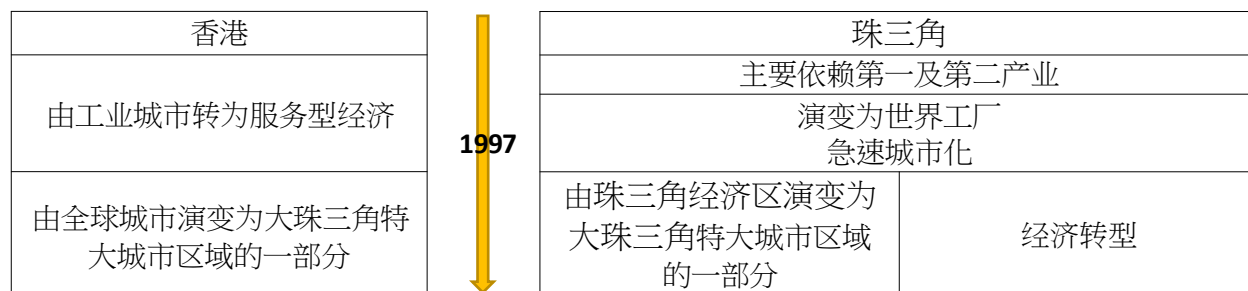 香港
由工业城市转为服务型经济
由全球城市演变为大珠三角特
大城市区域的一部分
1997
珠三角
主要依赖第一及第二产业
演变为世界工厂
急速城市化
由珠三角经济区演变为
大珠三角特大城市区域
的一部分
经济转型